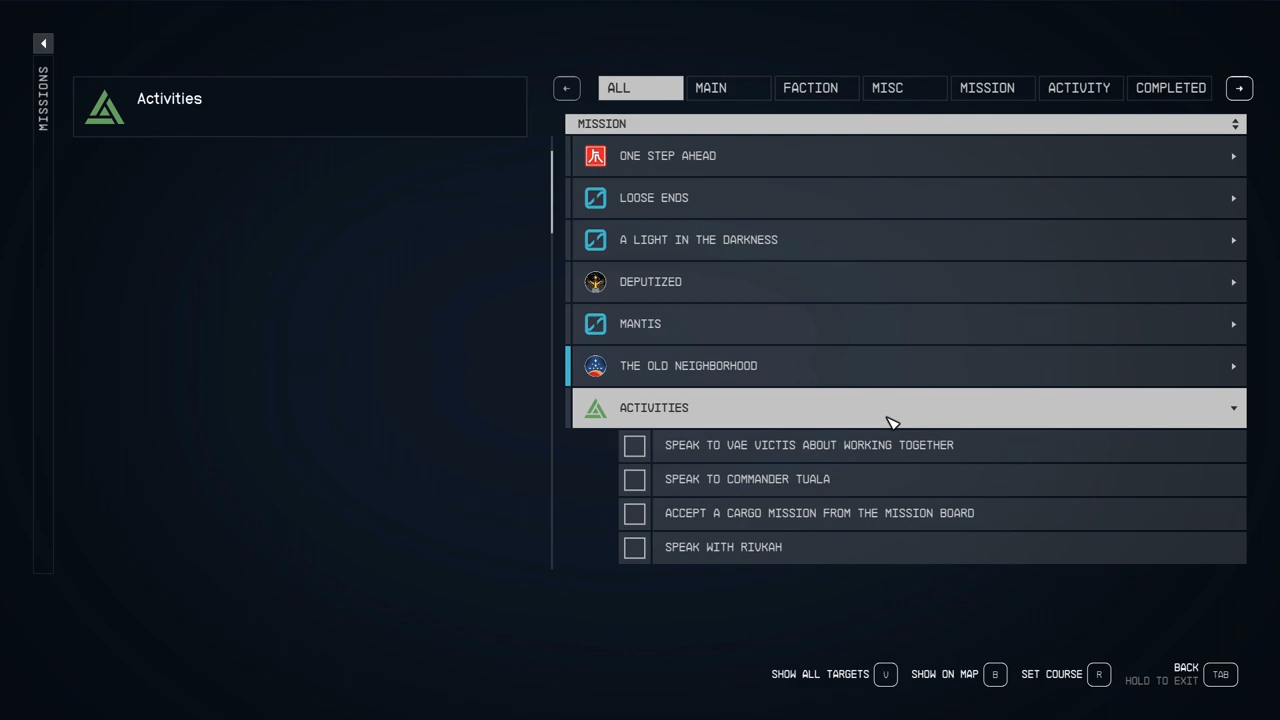 MISSIONS
Activities
ALL MAIN FACTION MISC MISSION ACTIVITY COMPLETED
MISSION
ONE STEP AHEAD
LOOSE ENDS
A LIGHT IN THE DARKNESS
DEPUTIZED
MANTIS
THE OLD NEIGHBORHOOD
ACTIVITIES
SPEAK TO VAE VICTIS ABOUT WORKING TOGETHER
SPEAK TO COMMANDER TUALA
ACCEPT A CARGO MISSION FROM THE MISSION BOARD
SPEAK WITH RIVKAH
SHOW ALL TARGETS V SHOW ON MAP B SET COURSE R BACK TAB
HOLD TO EXIT